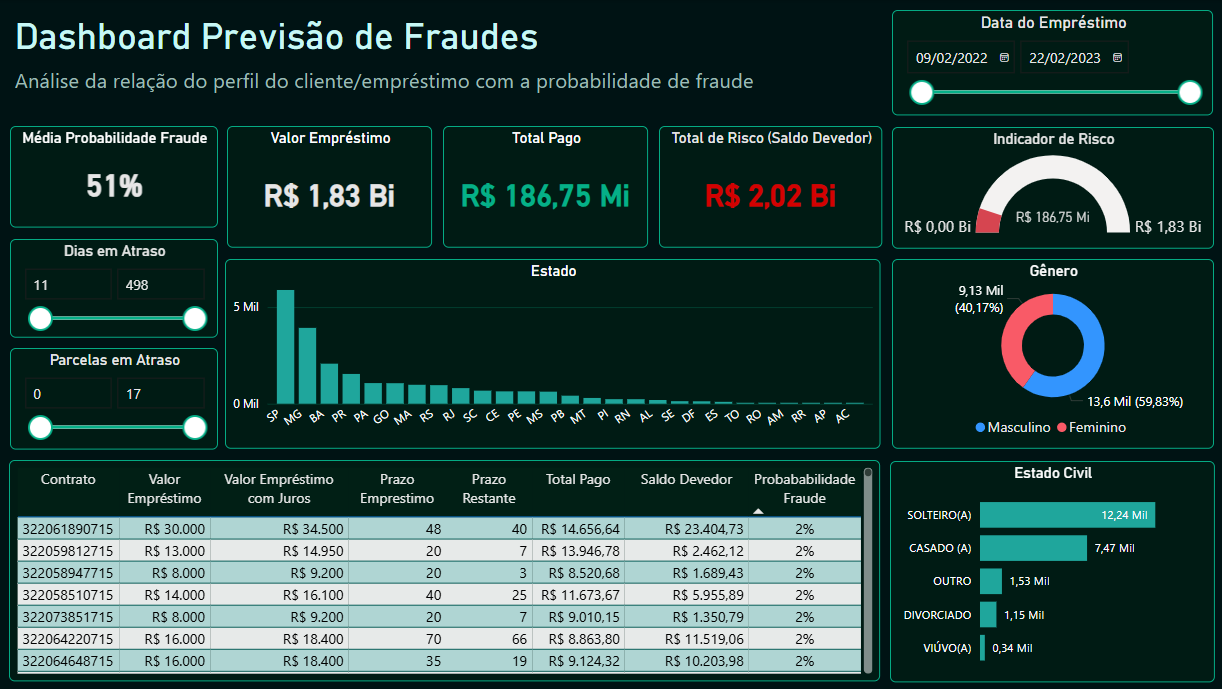 Dashboard Previsão de Fraudes
Análise da relação do perfil do cliente/empréstimo com a probabilidade de fraude
Data do Empréstimo
09/02/2022 22/02/2023
Média Probabilidade Fraude
51%
Valor Empréstimo
R$ 1,83 Bi
Total Pago
R$ 186,75 Mi
Total de Risco (Saldo Devedor)
R$ 2,02 Bi
Indicador de Risco
R$ 0,00 Bi R$ 186,75 Mi R$ 1,83 Bi
Dias em Atraso
11 498
Parcelas em Atraso
0 17
Estado
5 Mil
0 Mil
SP MG BA PR PA GO MA RS RJ SC CE PE MS PB MT PI RN AL SE DF ES TO RO AM RR AP AC
Gênero
9,13 Mil
(40,17%)
13,6 Mil (59,83%)
Masculino Feminino
Contrato Valor Empréstimo Valor Empréstimo com Juros Prazo Emprestimo Prazo Restante Total Pago Saldo Devedor Probababilidade Fraude
322061890715 R$ 30.000 R$ 34.500 48 40 R$ 14.656,64 R$ 23.404,73 2%
322059812715 R$ 13.000 R$ 14.950 20 7 R$ 13.946,78 R$ 2.462,12 2%
322058947715 R$ 8.000 R$ 9.200 20 3 R$ 8.520,68 R$ 1.689,43 2%
322058510715 R$ 14.000 R$ 16.100 40 25 R$ 11.673,67 R$ 5.955,89 2%
322073851715 R$ 8.000 R$ 9.200 20 7 R$ 9.010,15 R$ 1.350,79 2%
322064220715 R$ 16.000 R$ 18.400 70 66 R$ 8.863,80 R$ 11.519,06 2%
322064648715 R$ 16.000 R$ 18.400 35 19 R$ 9.124,32 R$ 10.203,98 2%
Estado Civil
SOLTEIRO(A) 12,24 Mil
CASADO (A) 7,47 Mil
OUTRO 1,53 Mil
DIVORCIADO 1,15 Mil
VIÚVO(A) 0,34 Mil